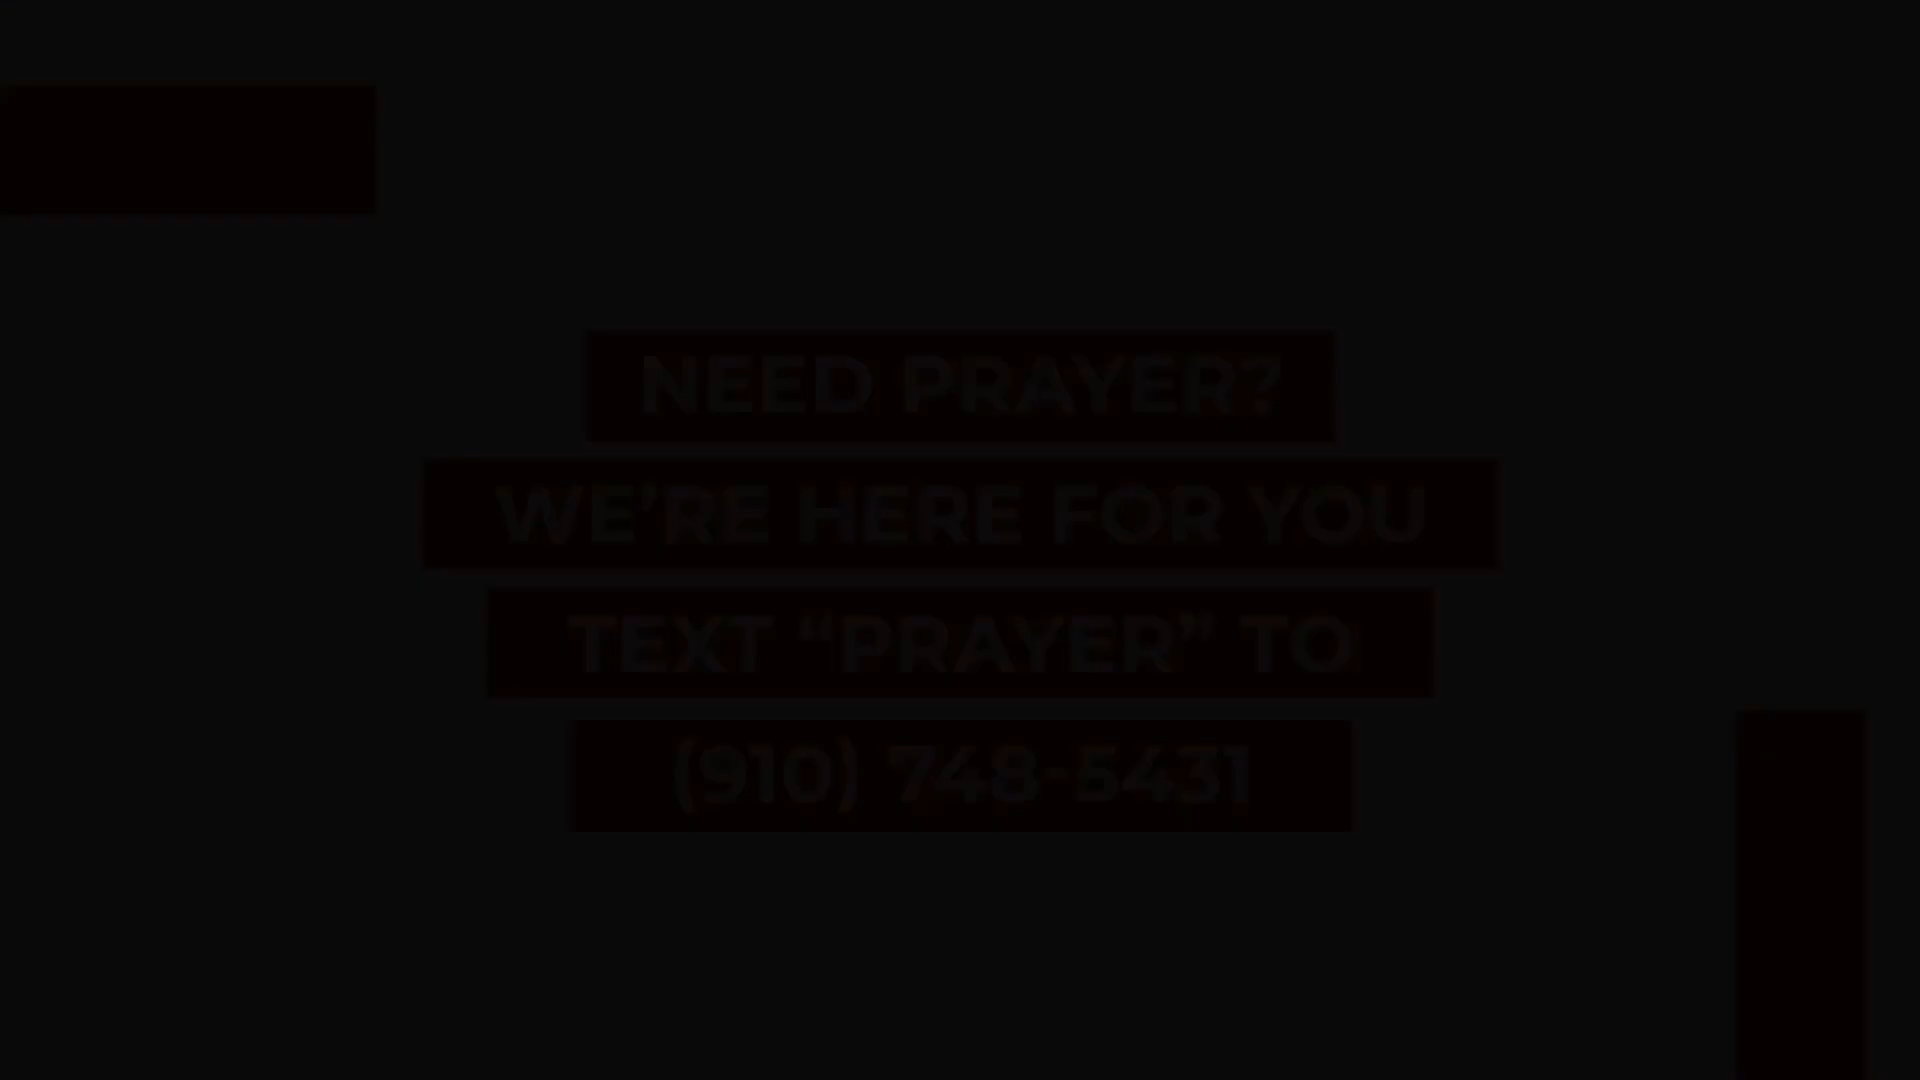 NEED PRAYER?
WE’RE HERE FOR YOU
TEXT “PRAYER” TO
(910) 748-5431